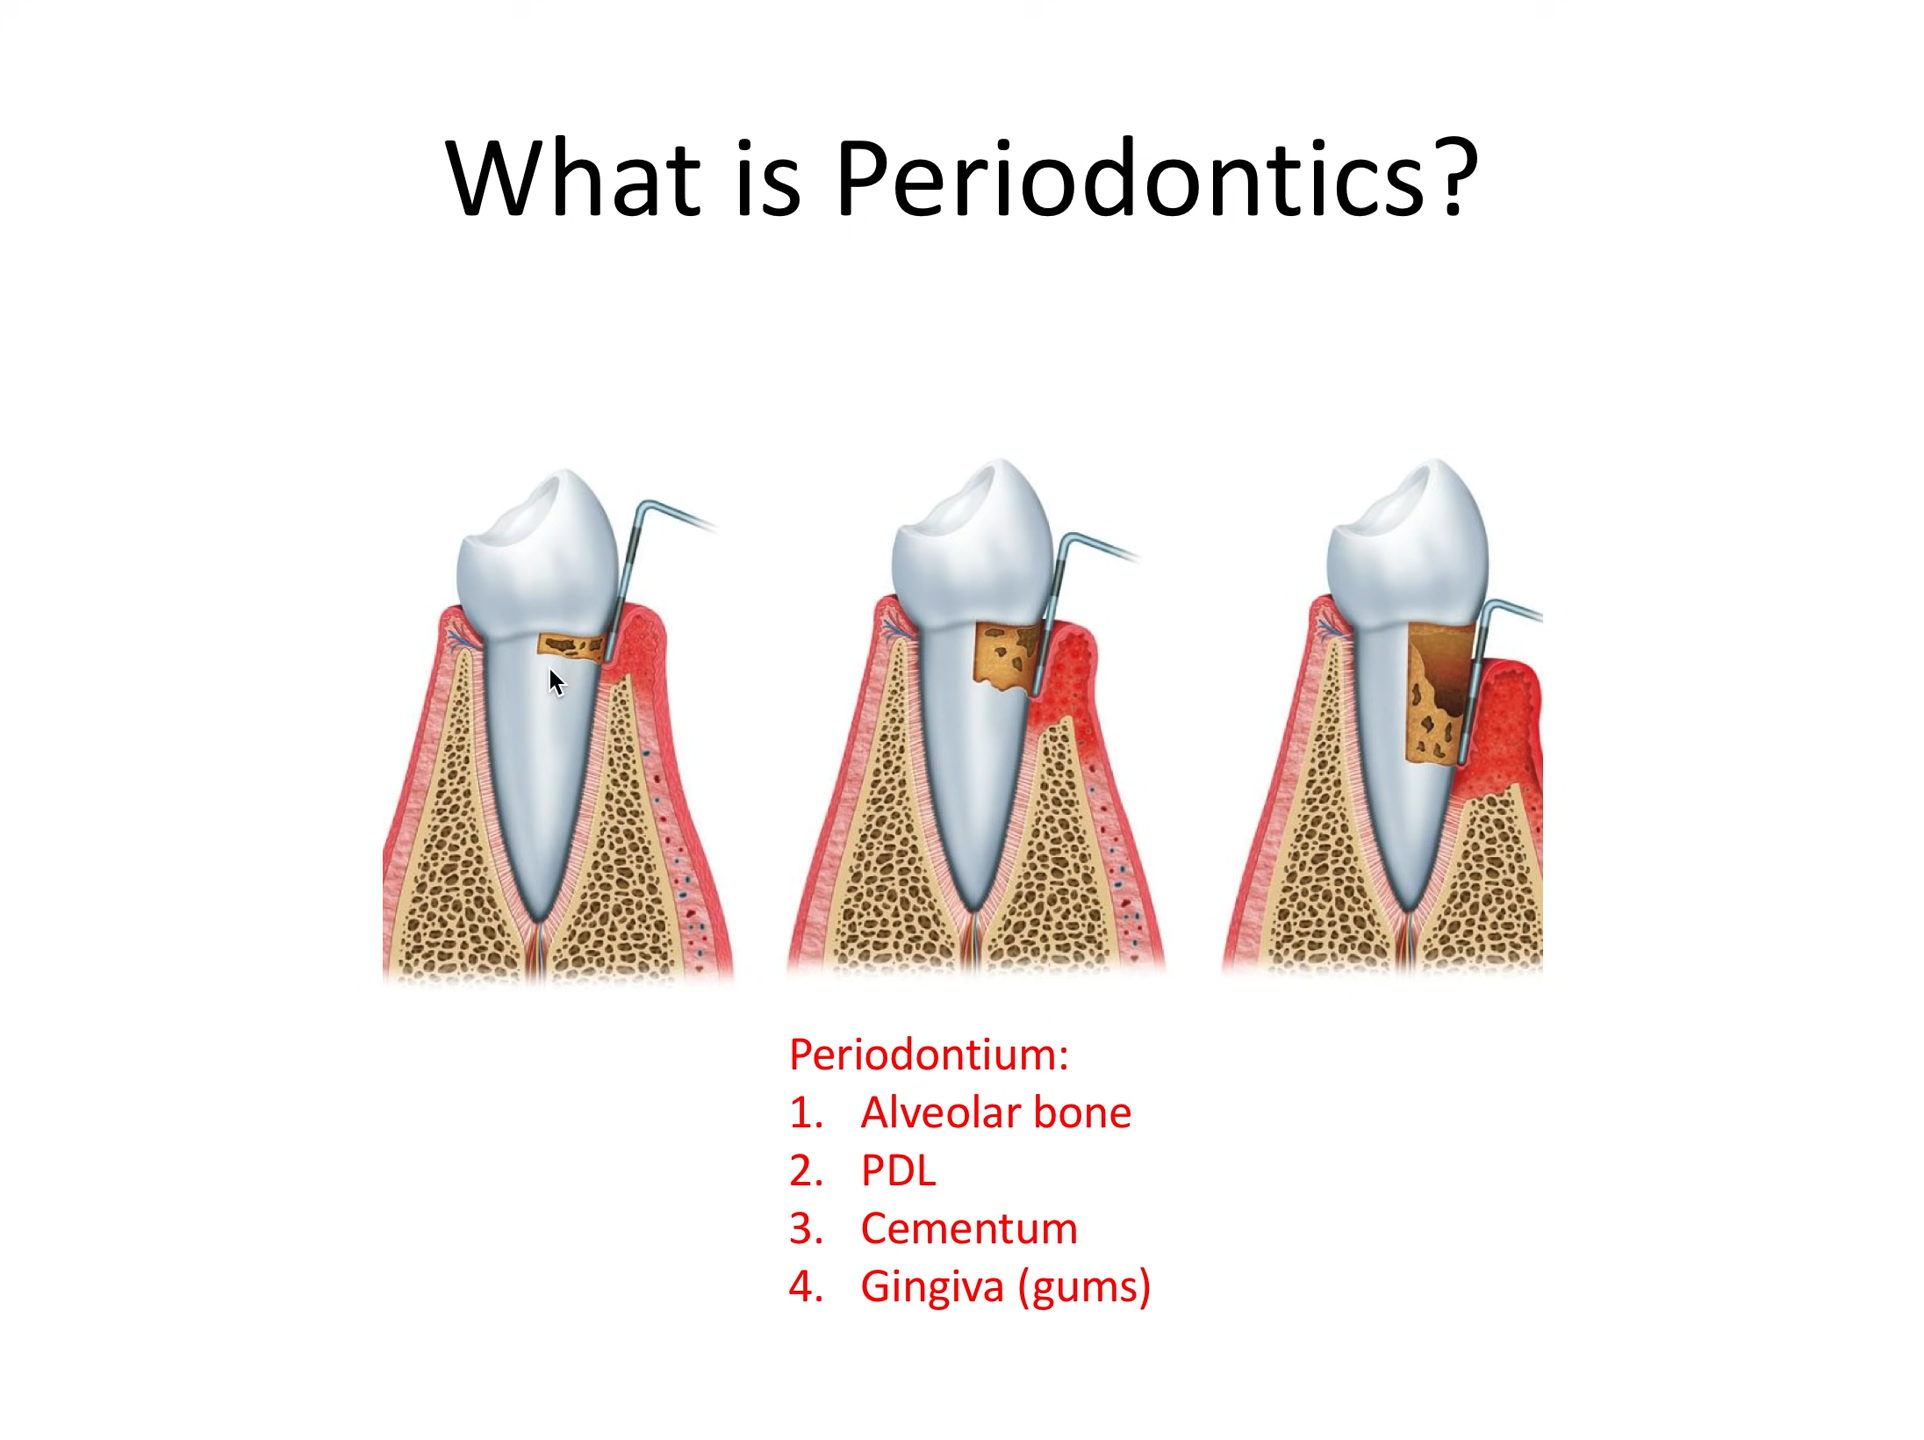 What is Periodontics?
Periodontium:
1. Alveolar bone
2. PDL
3. Cementum
4. Gingiva (gums)